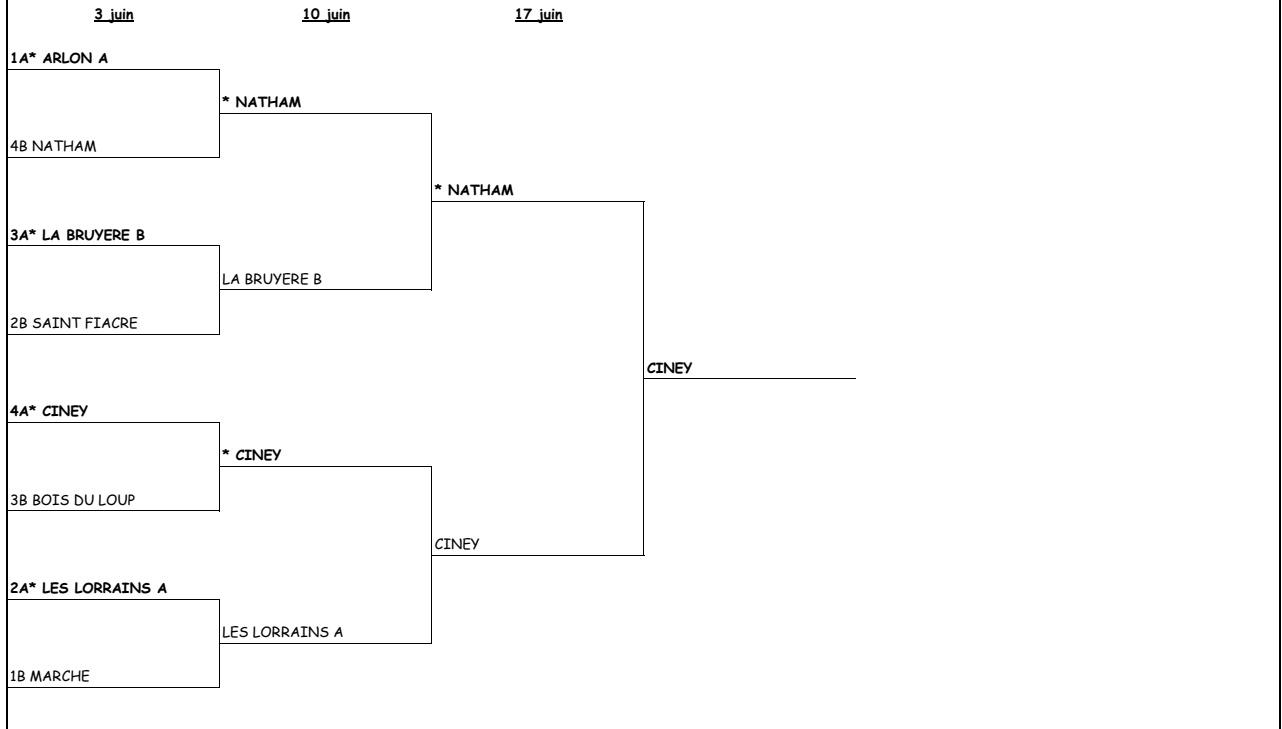 3 juin
10 juin
17 juin
1A* ARLON A
* NATHAM
4B NATHAM
* NATHAM
3A* LA BRUYERE B
LA BRUYERE B
2B SAINT FIACRE
CINEY
4A* CINEY
* CINEY
3B BOIS DU LOUP
CINEY
2A* LES LORRAINS A
LES LORRAINS A
1B MARCHE